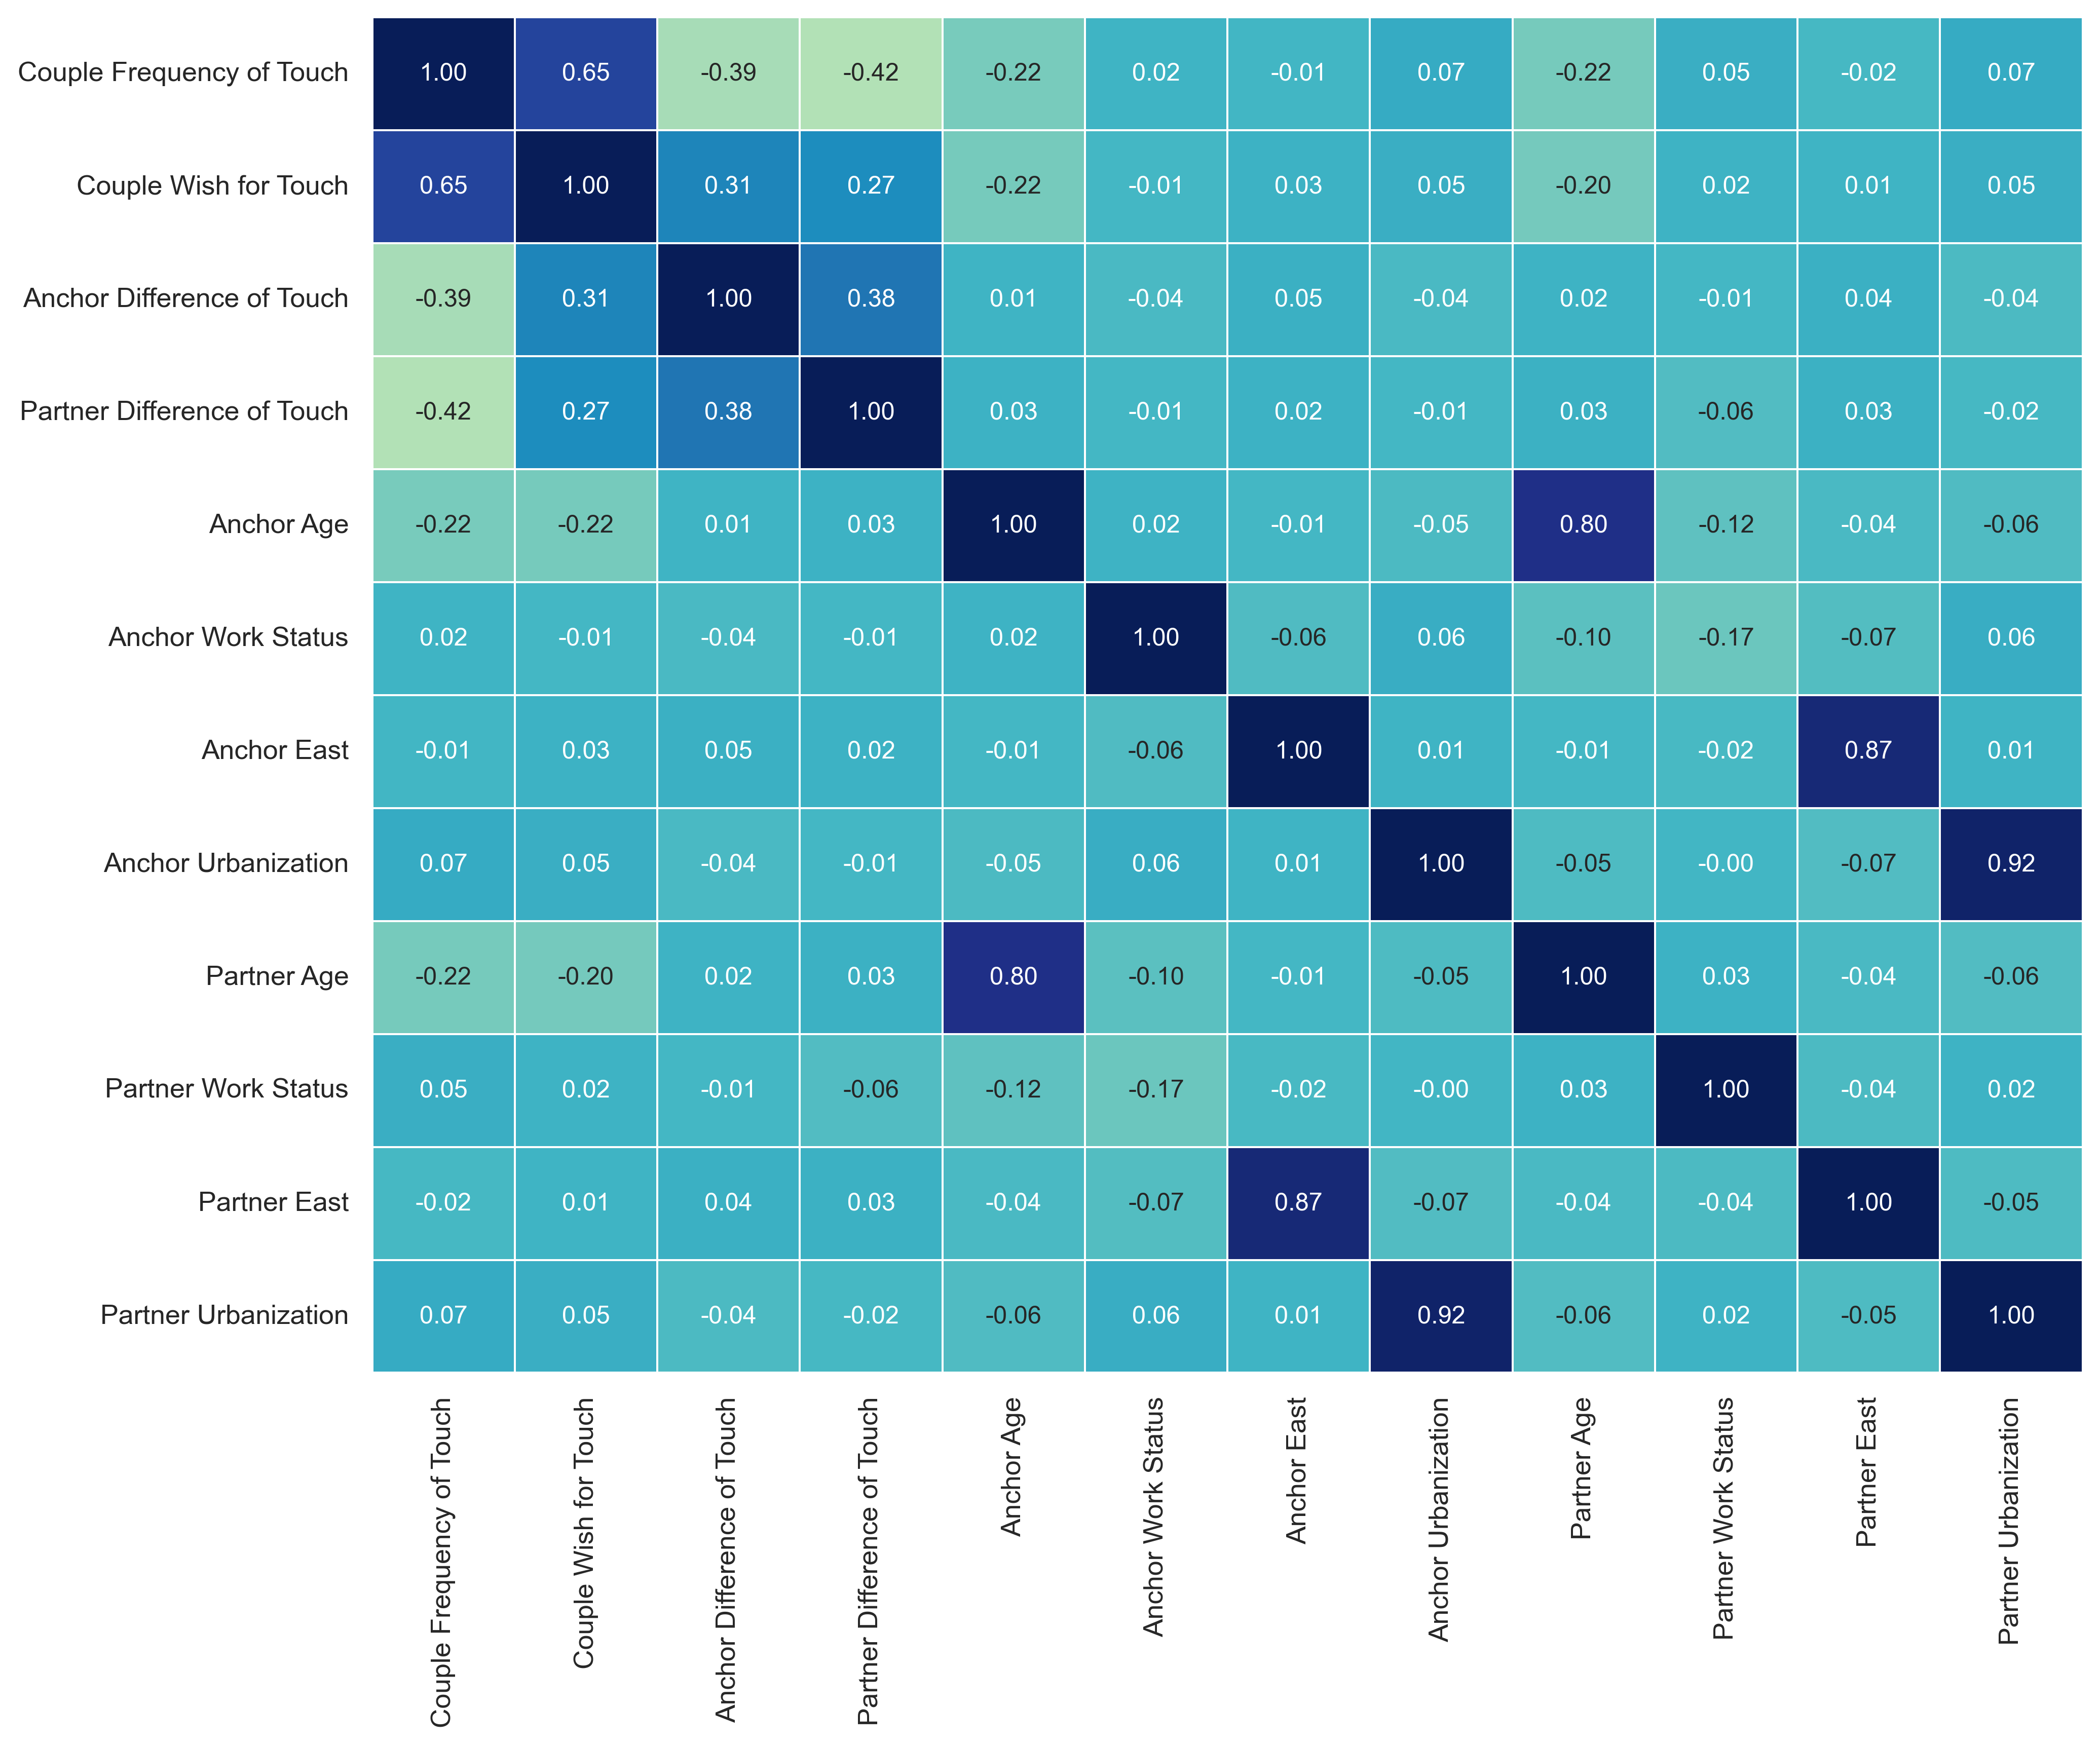 Couple Frequency of Touch 1.00 0.65 -0.39 -0.42 -0.22 0.02 -0.01 0.07 -0.22 0.05 -0.02 0.07
Couple Wish for Touch 0.65 1.00 0.31 0.27 -0.22 -0.01 0.03 0.05 -0.20 0.02 0.01 0.05
Anchor Difference of Touch -0.39 0.31 1.00 0.38 0.01 -0.04 0.05 -0.04 0.02 -0.01 0.04 -0.04
Partner Difference of Touch -0.42 0.27 0.38 1.00 0.03 -0.01 0.02 -0.01 0.03 -0.06 0.03 -0.02
Anchor Age -0.22 -0.22 0.01 0.03 1.00 0.02 -0.01 -0.05 0.80 -0.12 -0.04 -0.06
Anchor Work Status 0.02 -0.01 -0.04 -0.01 0.02 1.00 -0.06 0.06 -0.10 -0.17 -0.07 0.06
Anchor East -0.01 0.03 0.05 0.02 -0.01 -0.06 1.00 0.01 -0.01 -0.02 0.87 0.01
Anchor Urbanization 0.07 0.05 -0.04 -0.01 -0.05 0.06 0.01 1.00 -0.05 -0.00 -0.07 0.92
Partner Age -0.22 -0.20 0.02 0.03 0.80 -0.10 -0.01 -0.05 1.00 0.03 -0.04 -0.06
Partner Work Status 0.05 0.02 -0.01 -0.06 -0.12 -0.17 -0.02 -0.00 0.03 1.00 -0.04 0.02
Partner East -0.02 0.01 0.04 0.03 -0.04 -0.07 0.87 -0.07 -0.04 -0.04 1.00 -0.05
Partner Urbanization 0.07 0.05 -0.04 -0.02 -0.06 0.06 0.01 0.92 -0.06 0.02 -0.05 1.00
Couple Frequency of Touch
Couple Wish for Touch
Anchor Difference of Touch
Partner Difference of Touch
Anchor Age
Anchor Work Status
Anchor East
Anchor Urbanization
Partner Age
Partner Work Status
Partner East
Partner Urbanization